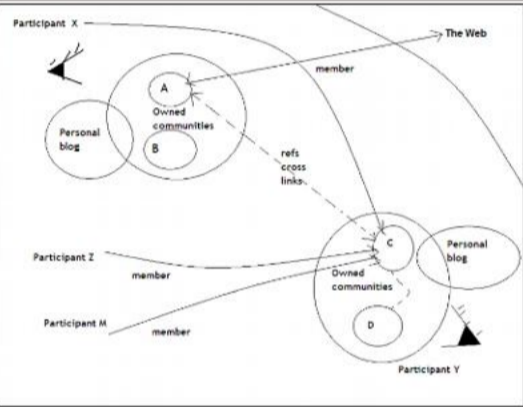 Participant X
The Web
member
A
Owned
communities
Personal
blog
B
refs
cross
links
C
Personal
blog
Participant Z
member
Owned
communities
Participant M
member
D
Participant Y